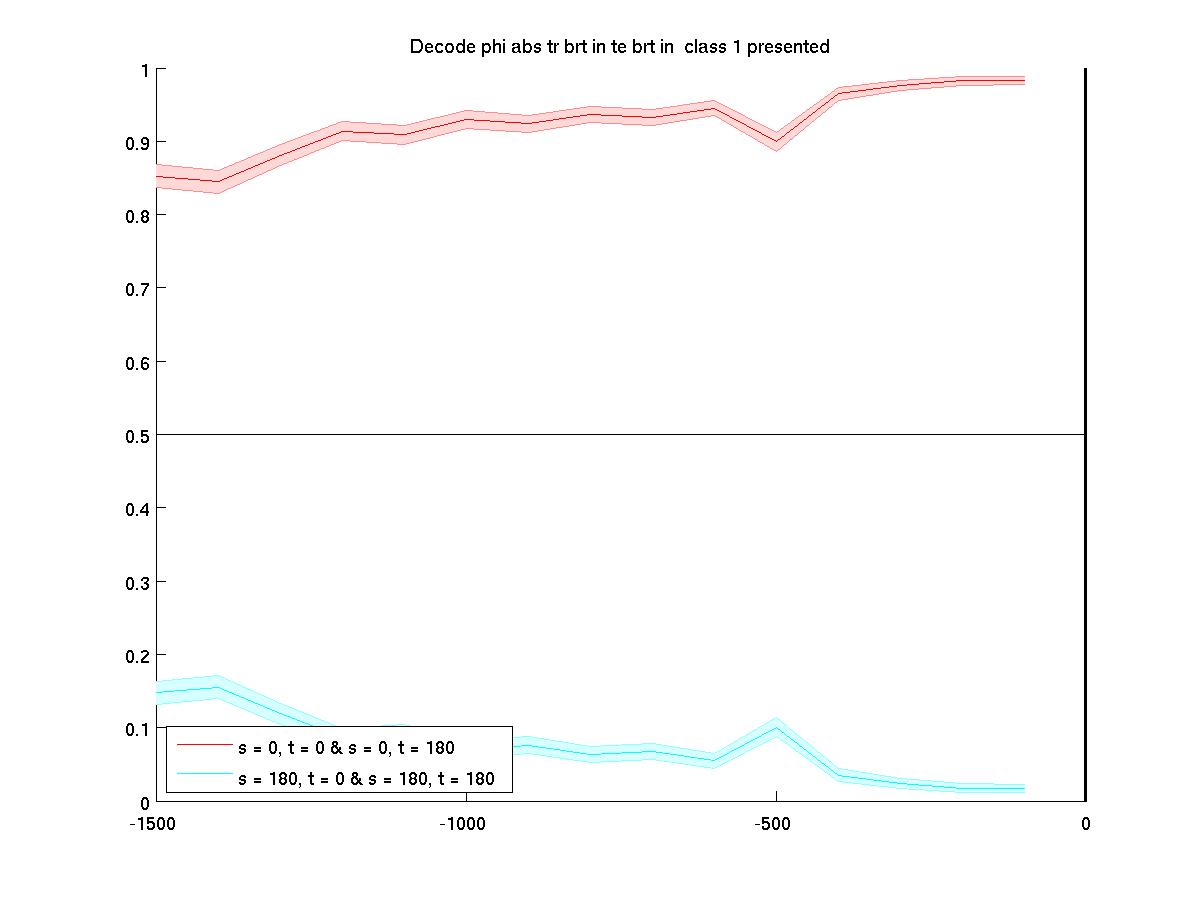 Decode phi abs tr brt in te brt in  class 1 presented
1
0.9
0.8
0.7
0.6
0.5
0.4
0.3
0.2
0.1
0
s = 0, t = 0 & s = 0, t = 180
s = 180, t = 0 & s = 180, t = 180
-1500 -1000 -500 0